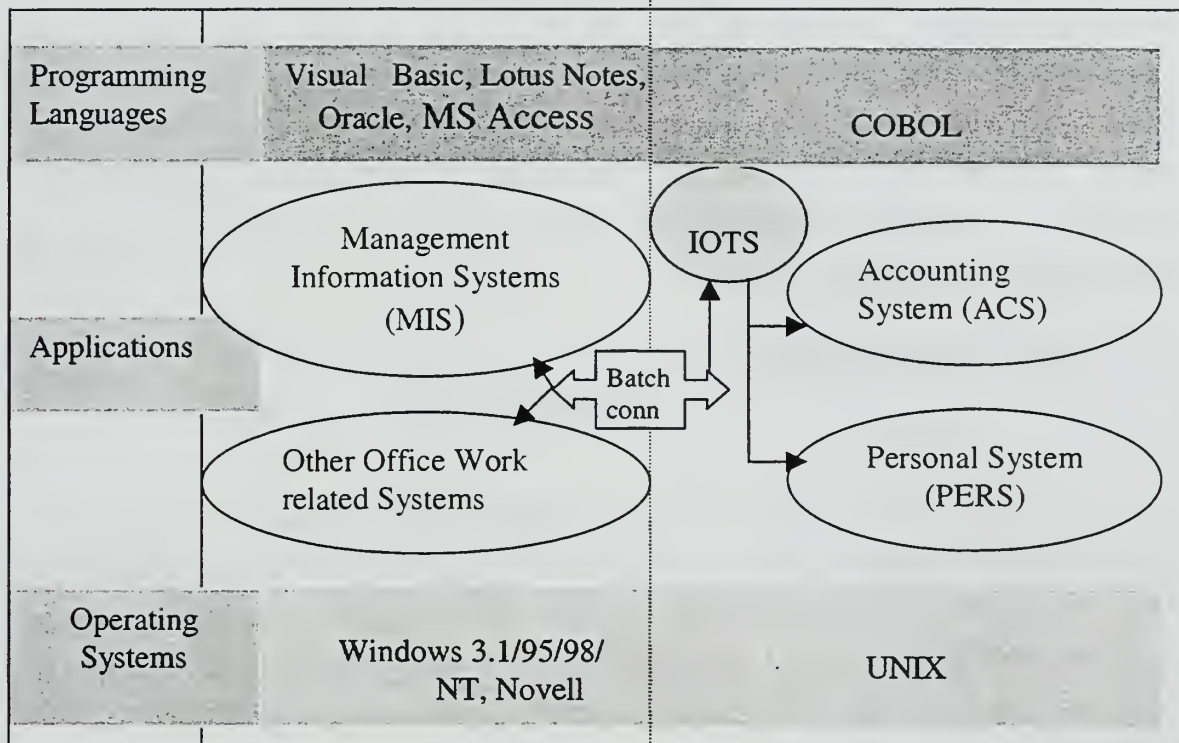 Programming
Languages
Visual Basic, Lotus Notes,
Oracle, MS Access
COBOL
Applications
Management
Information Systems
(MIS)
IOTS
Accounting
System (ACS)
Batch
conn
Other Office Work
related Systems
Personal System
(PERS)
Operating
Systems
Windows 3.1/95/98/
NT, Novell
UNIX